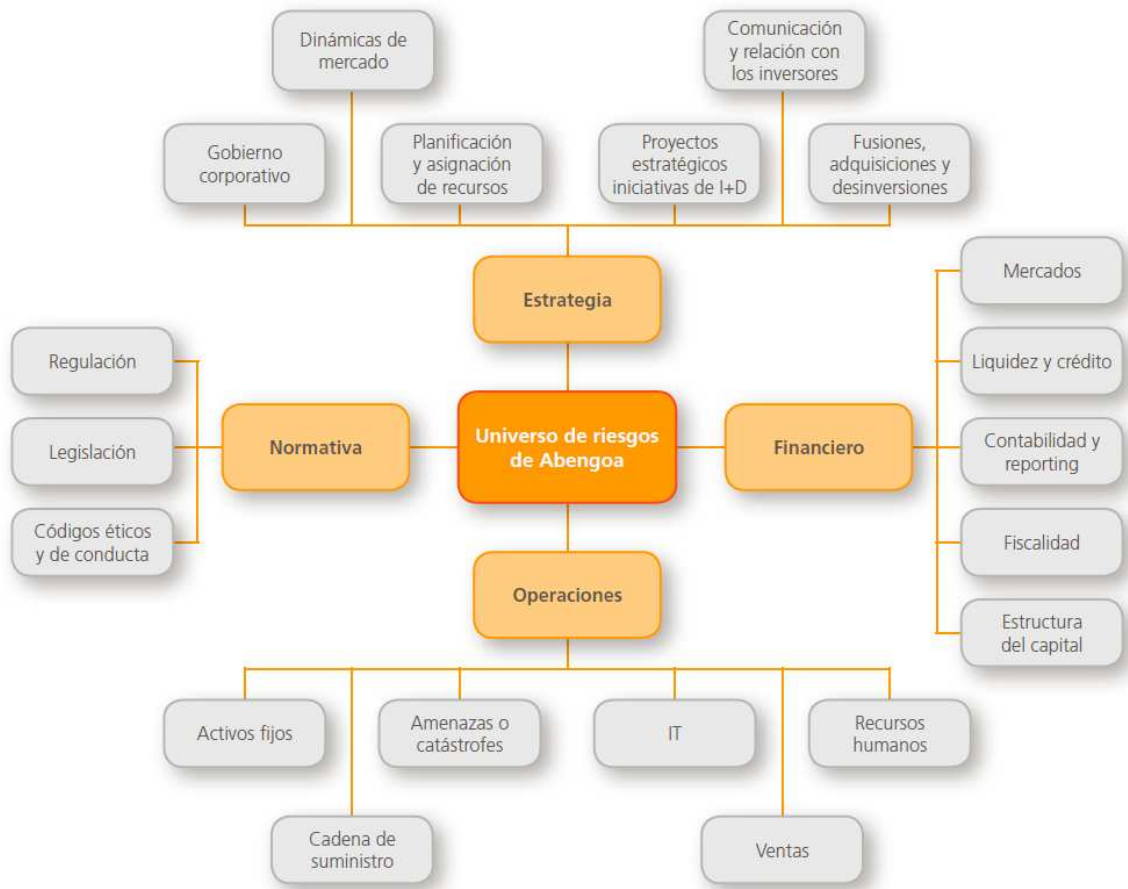 Dinámicas de
mercado
Comunicación
y relación con
los inversores
Gobierno
corporativo
Planificación
y asignación
de recursos
Proyectos
estratégicos
iniciativas de I+D
Fusiones,
adquisiciones y
desinversiones
Estrategia
Mercados
Regulación
Liquidez y crédito
Legislación
Normativa
Universo de riesgos
de Abengoa
Financiero
Contabilidad y
reporting
Códigos éticos
y de conducta
Fiscalidad
Operaciones
Estructura
del capital
Activos fijos
Amenazas o
catástrofes
IT
Recursos
humanos
Cadena de
suministro
Ventas